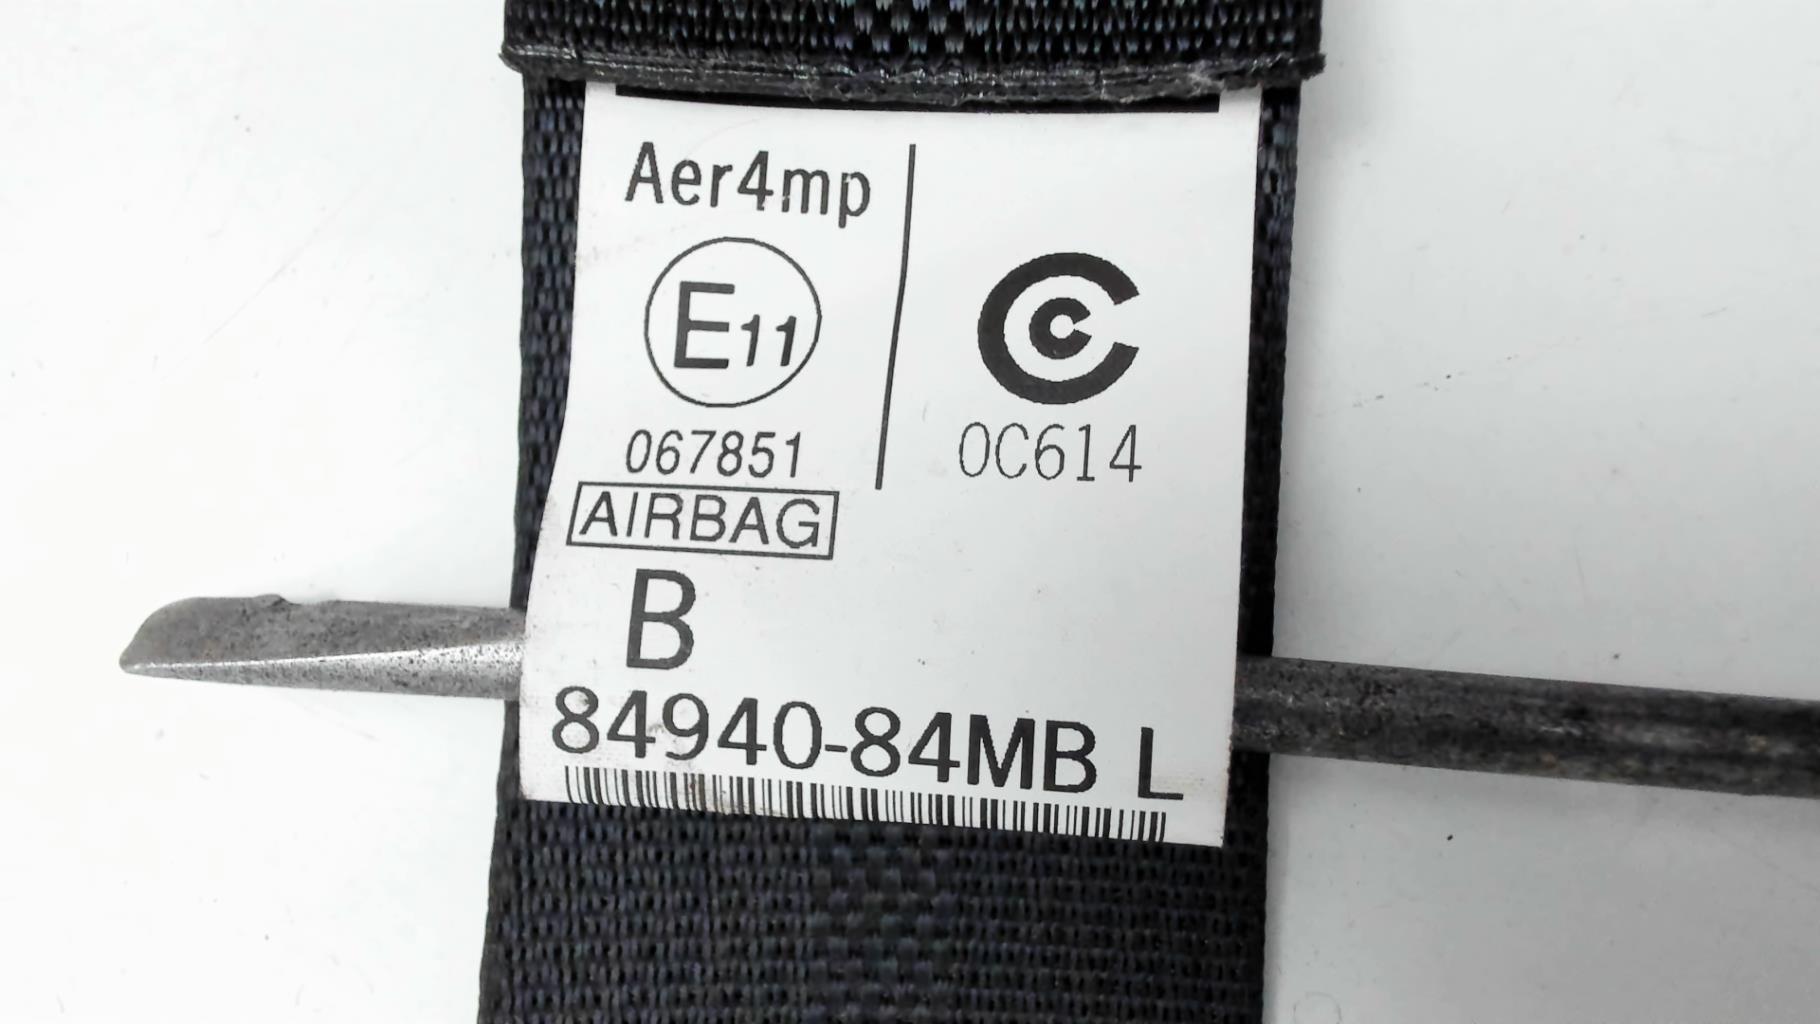 Aer4mp
E11
067851
0C614
AIRBAG
B
84940-84MB L